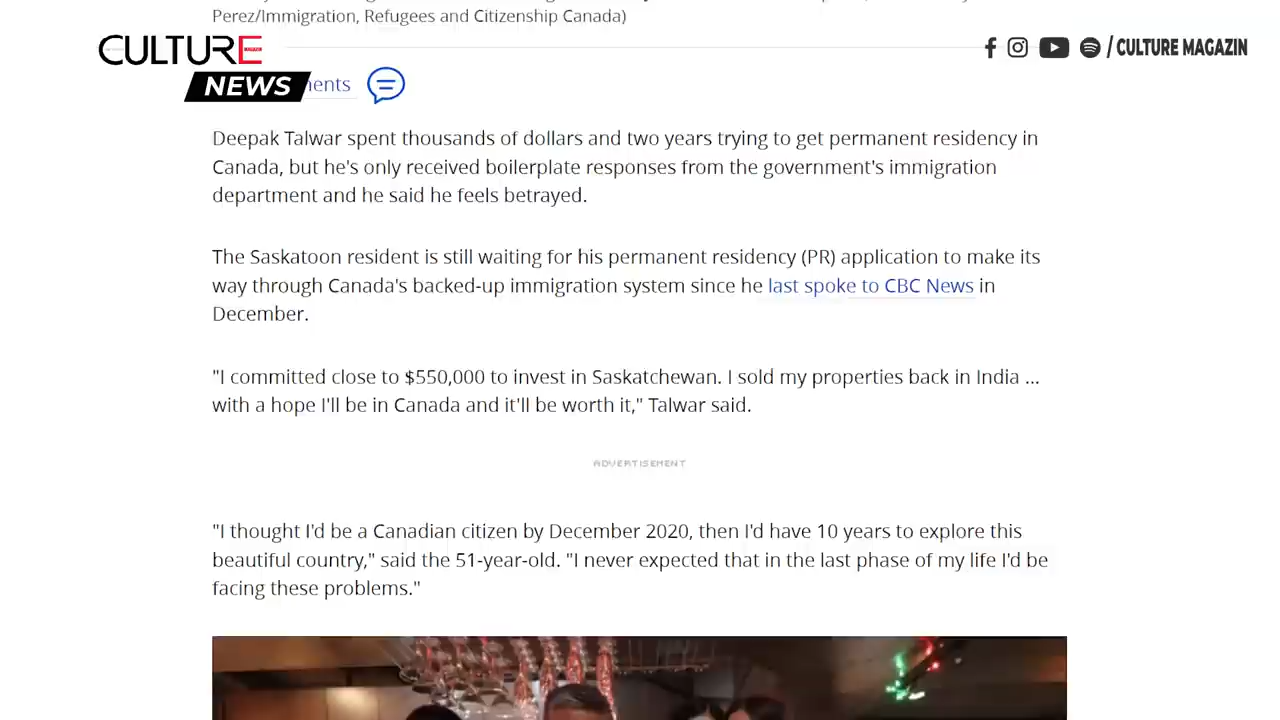 Perez/Immigration, Refugees and Citizenship Canada)
CULTURE
NEWS
/ CULTURE MAGAZIN
Deepak Talwar spent thousands of dollars and two years trying to get permanent residency in
Canada, but he's only received boilerplate responses from the government's immigration
department and he said he feels betrayed.
The Saskatoon resident is still waiting for his permanent residency (PR) application to make its
way through Canada's backed-up immigration system since he last spoke to CBC News in
December.
"I committed close to $550,000 to invest in Saskatchewan. I sold my properties back in India ...
with a hope I'll be in Canada and it'll be worth it," Talwar said.
ADVERTISEMENT
"I thought I'd be a Canadian citizen by December 2020, then I'd have 10 years to explore this
beautiful country," said the 51-year-old. "I never expected that in the last phase of my life I'd be
facing these problems."